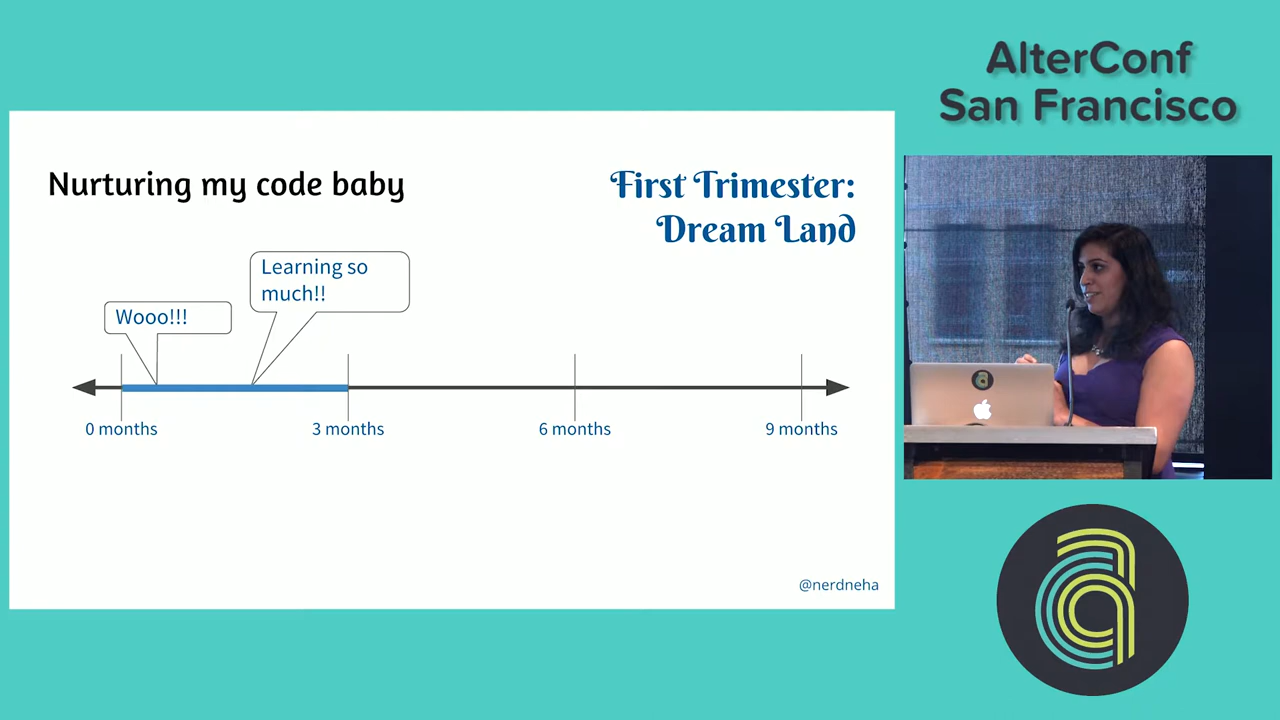 AlterConf
San Francisco
Nurturing my code baby
First Trimester:
Dream Land
Learning so
much!!
Wooo!!!
0 months
3 months
6 months
9 months
@nerdneha